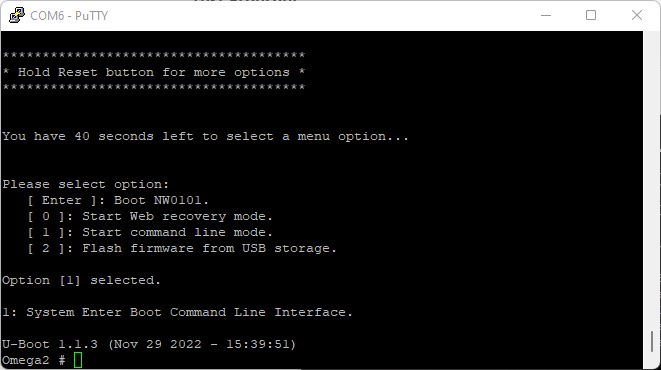 COM6 - PuTTY
**************************************
* Hold Reset button for more options *
**************************************
You have 40 seconds left to select a menu option...
Please select option:
[ Enter ]: Boot NW0101.
[ 0 ]: Start Web recovery mode.
[ 1 ]: Start command line mode.
[ 2 ]: Flash firmware from USB storage.
Option [1] selected.
1: System Enter Boot Command Line Interface.
U-Boot 1.1.3 (Nov 29 2022 - 15:39:51)
Omega2 #